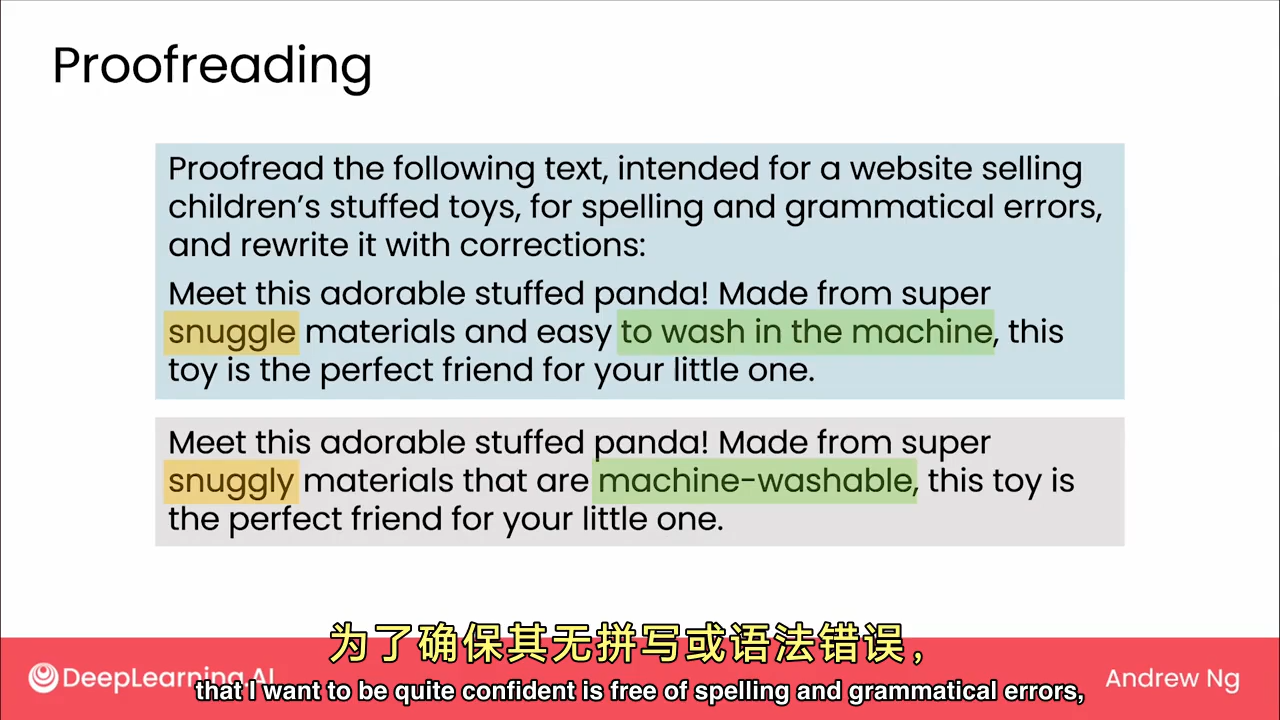 Proofreading
Proofread the following text, intended for a website selling
children’s stuffed toys, for spelling and grammatical errors,
and rewrite it with corrections:
Meet this adorable stuffed panda! Made from super
snuggle materials and easy to wash in the machine, this
toy is the perfect friend for your little one.
Meet this adorable stuffed panda! Made from super
snuggly materials that are machine-washable, this toy is
the perfect friend for your little one.
为了确保其无拼写或语法错误，
DeepLearning.AI
that I want to be quite confident is free of spelling and grammatical errors,
Andrew Ng